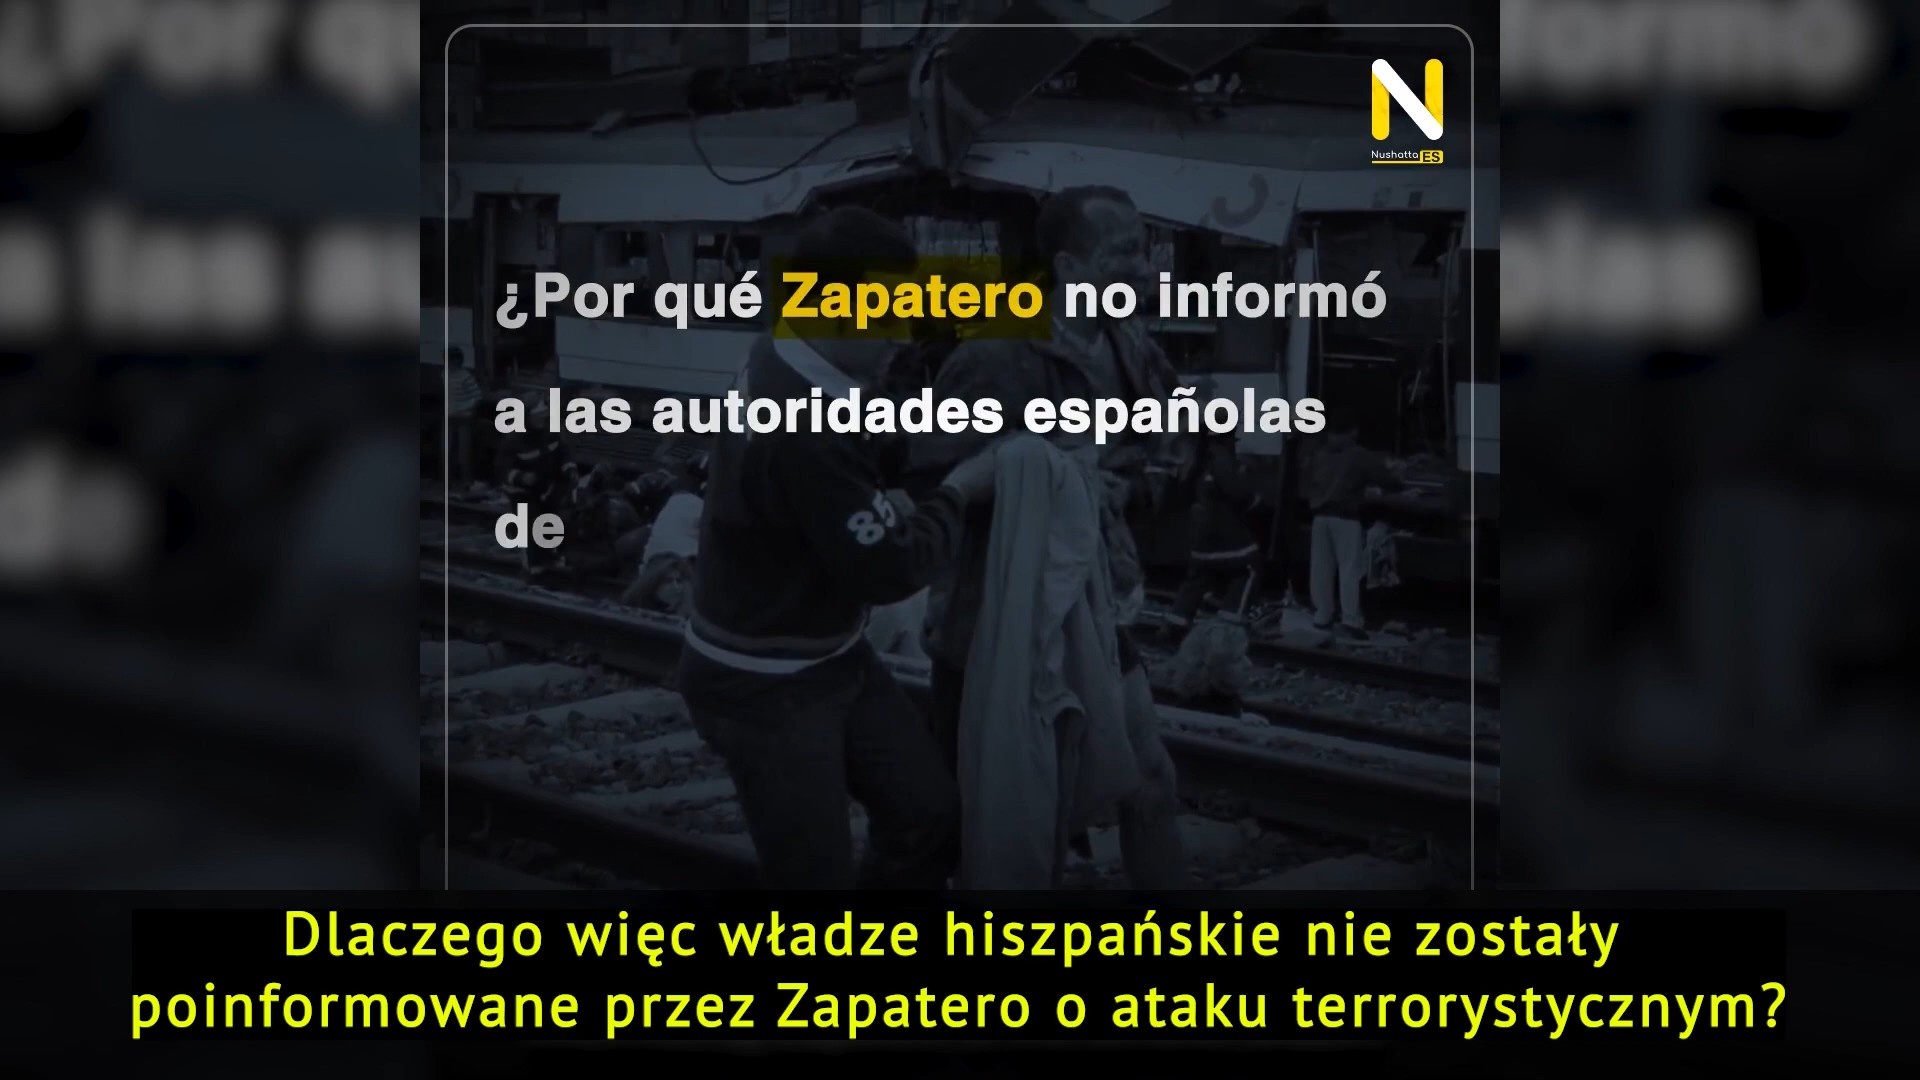 Nushatta ES
¿Por qué Zapatero no informó
a las autoridades españolas
de
85
Dlaczego więc władze hiszpańskie nie zostały
poinformowane przez Zapatero o ataku terrorystycznym?